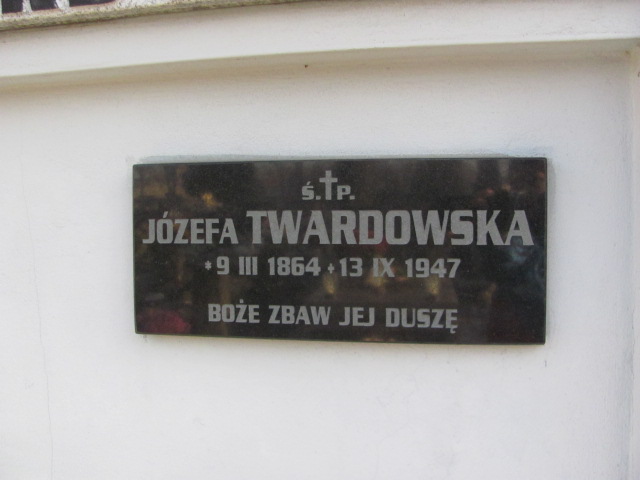 Ś.†P.
JÓZEFA TWARDOWSKA
*9 III 1864 +13 IX 1947
BOŻE ZBAW JEJ DUSZĘ